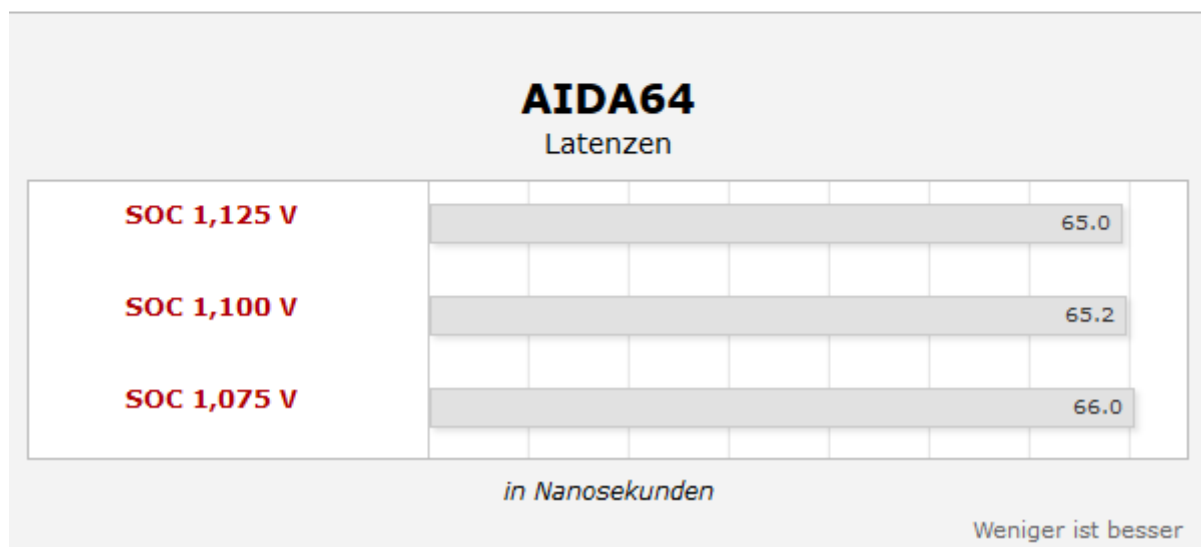 AIDA64
Latenzen
SOC 1,125 V 65.0
SOC 1,100 V 65.2
SOC 1,075 V 66.0
in Nanosekunden
Weniger ist besser